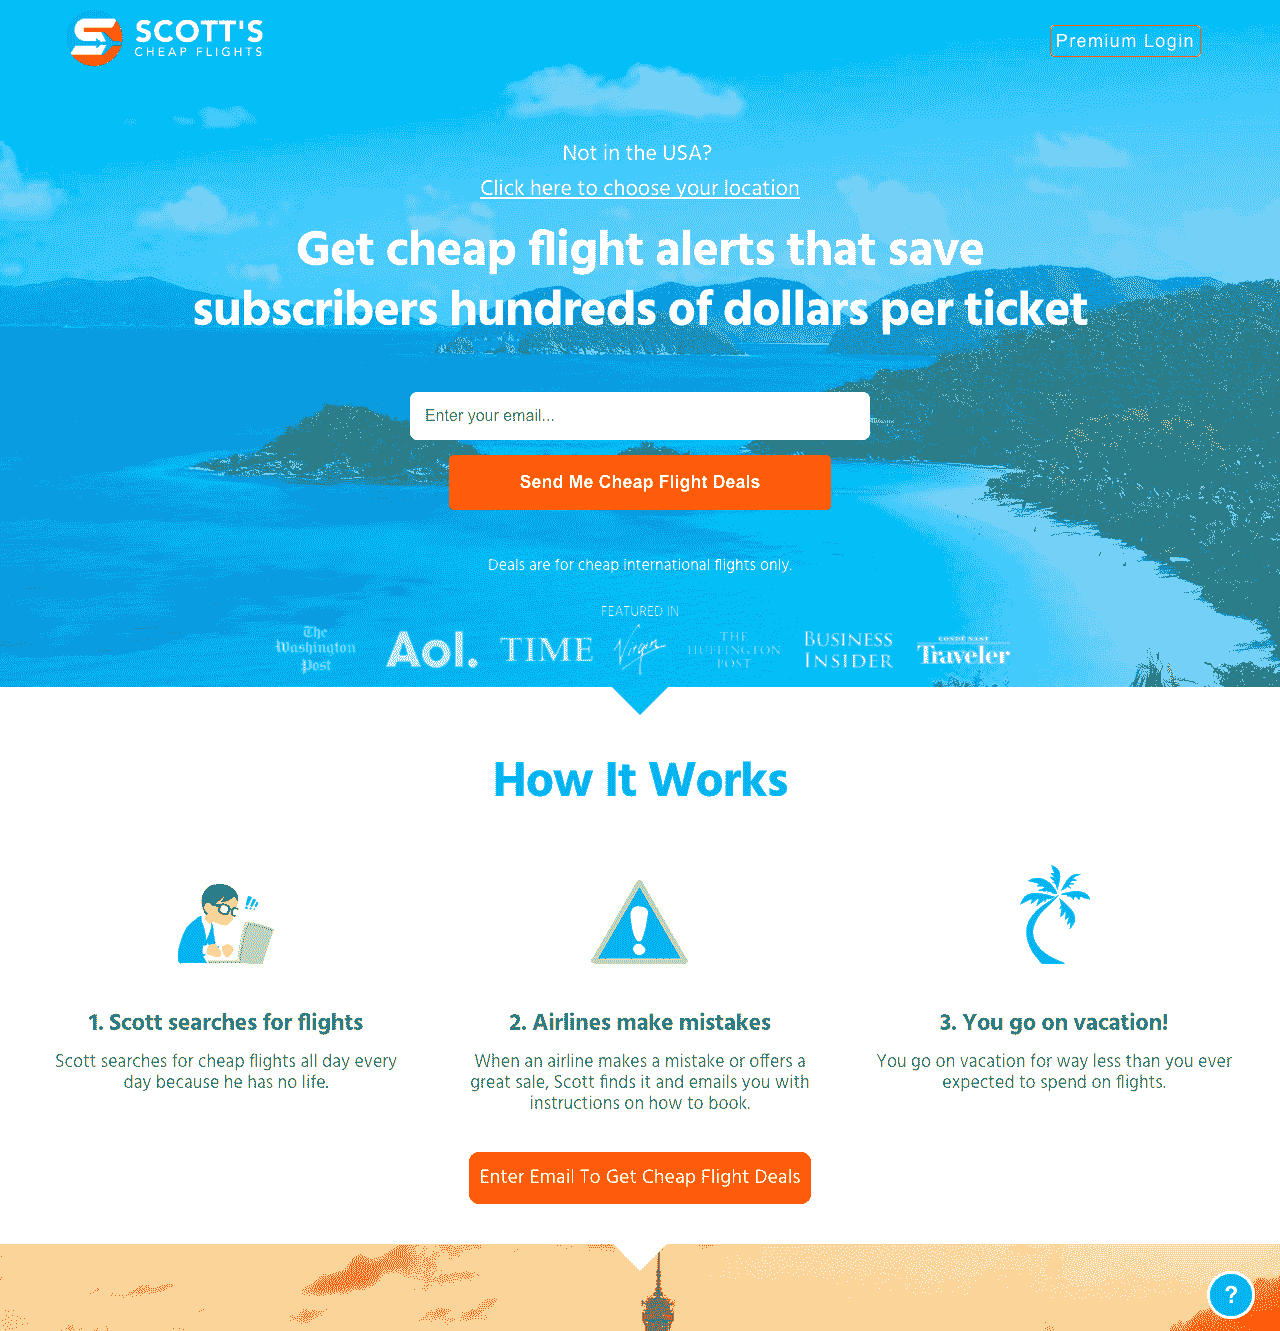 SCOTT'S
CHEAP FLIGHTS
Premium Login
Not in the USA?
Click here to choose your location
Get cheap flight alerts that save
subscribers hundreds of dollars per ticket
Enter your email...
Send Me Cheap Flight Deals
Deals are for cheap international flights only.
FEATURED IN
The
Washington
Post
Aol.
TIME
Virgin
THE
HUFFINGTON
POST
BUSINESS
INSIDER
CONDÉ NAST
Traveler
How It Works
1. Scott searches for flights
Scott searches for cheap flights all day every
day because he has no life.
2. Airlines make mistakes
When an airline makes a mistake or offers a
great sale, Scott finds it and emails you with
instructions on how to book.
3. You go on vacation!
You go on vacation for way less than you ever
expected to spend on flights.
Enter Email To Get Cheap Flight Deals
?